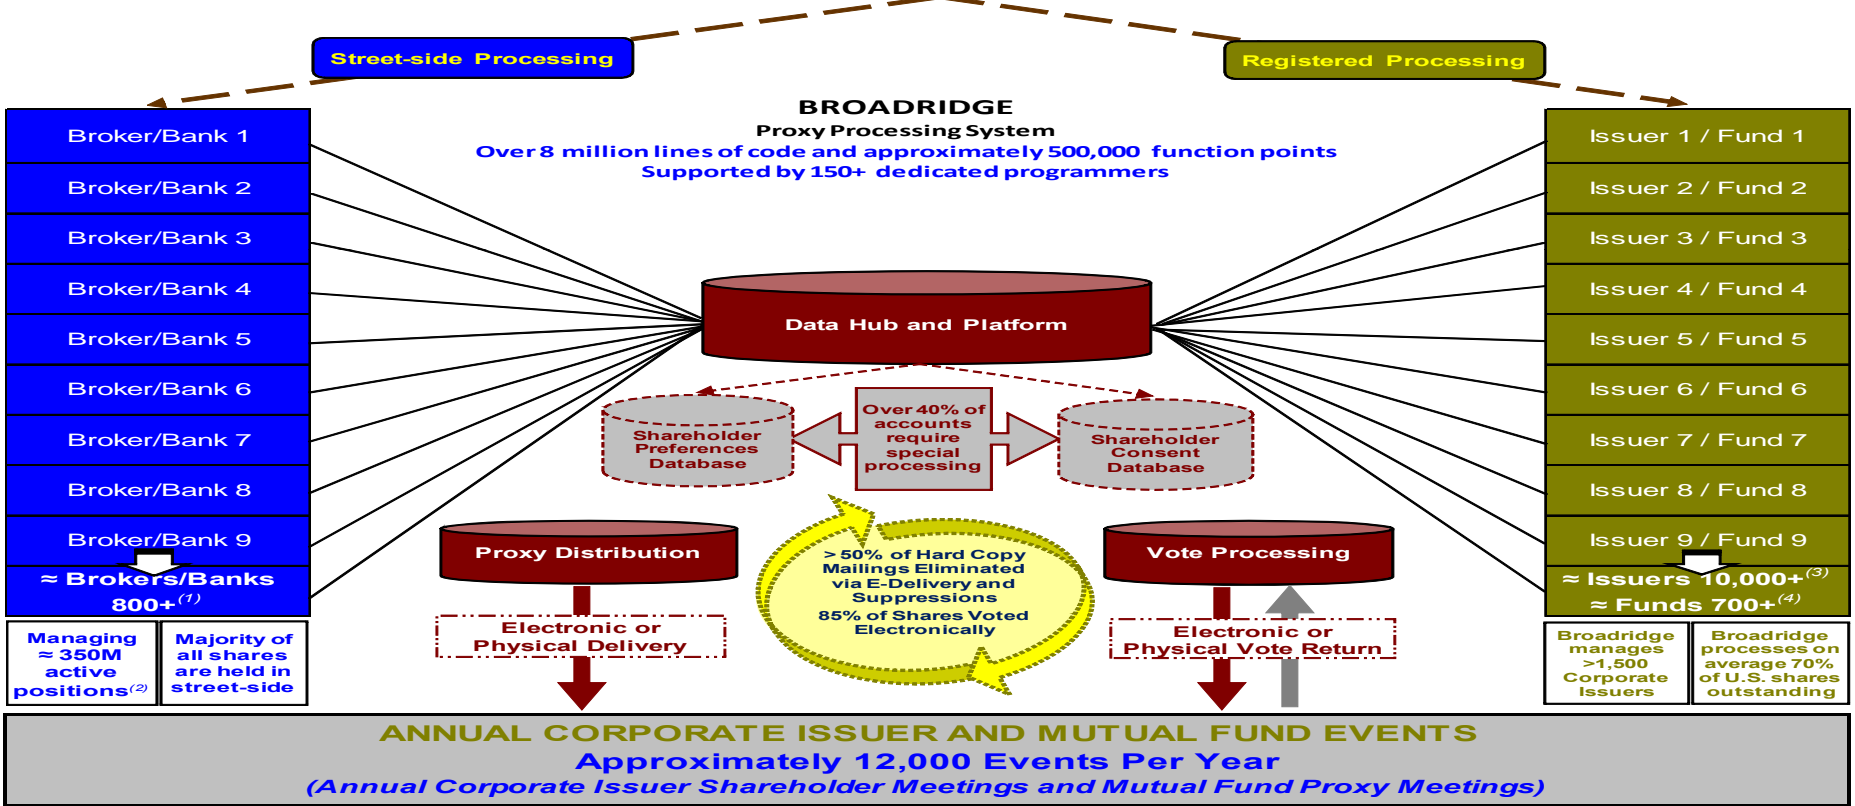 Street-side Processing
Registered Processing
BROADRIDGE
Proxy Processing System
Over 8 million lines of code and approximately 500,000 function points
Supported by 150+ dedicated programmers
Broker/Bank 1
Broker/Bank 2
Broker/Bank 3
Broker/Bank 4
Broker/Bank 5
Broker/Bank 6
Broker/Bank 7
Broker/Bank 8
Broker/Bank 9
≈ Brokers/Banks
800+(1)
Managing
≈ 350M
active
positions(2)
Majority of
all shares
are held in
street-side
Data Hub and Platform
Shareholder
Preferences
Database
Over 40% of
accounts
require
special
processing
Shareholder
Consent
Database
Proxy Distribution
Electronic or
Physical Delivery
> 50% of Hard Copy
Mailings Eliminated
via E-Delivery and
Suppressions
85% of Shares Voted
Electronically
Vote Processing
Electronic or
Physical Vote Return
Issuer 1 / Fund 1
Issuer 2 / Fund 2
Issuer 3 / Fund 3
Issuer 4 / Fund 4
Issuer 5 / Fund 5
Issuer 6 / Fund 6
Issuer 7 / Fund 7
Issuer 8 / Fund 8
Issuer 9 / Fund 9
≈ Issuers 10,000+(3)
≈ Funds 700+(4)
Broadridge
manages
>1,500
Corporate
Issuers
Broadridge
processes on
average 70%
of U.S. shares
outstanding
ANNUAL CORPORATE ISSUER AND MUTUAL FUND EVENTS
Approximately 12,000 Events Per Year
(Annual Corporate Issuer Shareholder Meetings and Mutual Fund Proxy Meetings)